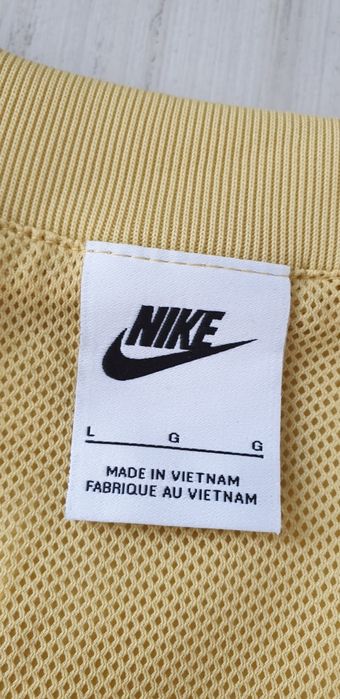 NIKE
L G G
MADE IN VIETNAM
FABRIQUE AU VIETNAM